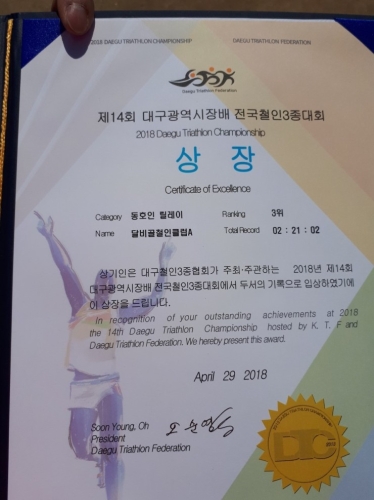 2018 DAEGU TRIATHLON CHAMPIONSHIP DAEGU TRIATHLON FEDERATION
Daegu Triathlon Federation
제14회 대구광역시장배 전국철인3종대회
2018 Daegu Triathlon Championship
상 장
Certificate of Excellence
Category 동호인 릴레이 Ranking 3위
Name 달비골철인클럽A Total Record 02 : 21 : 02
상기인은 대구철인3종협회가 주최·주관하는 2018년 제14회
대구광역시장배 전국철인3종대회에서 두서의 기록으로 입상하였기에
이 상장을 드립니다.
In recognition of your outstanding achievements at 2018
the 14th Daegu Triathlon Championship hosted by K. T. F and
Daegu Triathlon Federation. We hereby present this award.
April 29 2018
Soon Young, Oh
President
Daegu Triathlon Federation